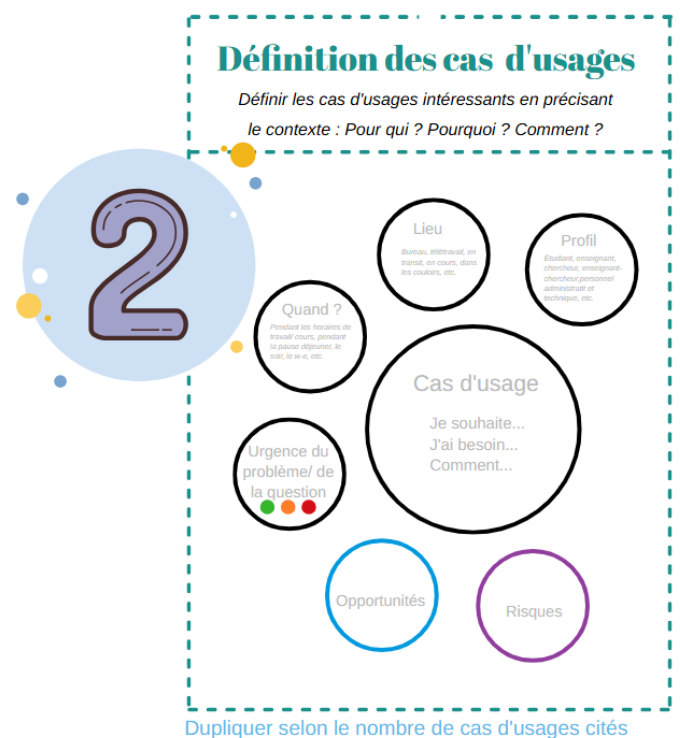 Définition des cas d'usages
Définir les cas d'usages intéressants en précisant
le contexte : Pour qui ? Pourquoi ? Comment ?
2
Lieu
Bureau, télétravail, en
transit, en cours, dans
les couloirs, etc.
Profil
Étudiant, enseignant,
chercheur, enseignant-
chercheur,personnel
administratif et
technique, etc.
Quand ?
Pendant les horaires de
travail/ cours, pendant
la pause déjeuner, le
soir, le w-e, etc.
Cas d'usage
Je souhaite...
J'ai besoin...
Comment...
Urgence du
problème/ de
la question
Opportunités
Risques
Dupliquer selon le nombre de cas d'usages cités